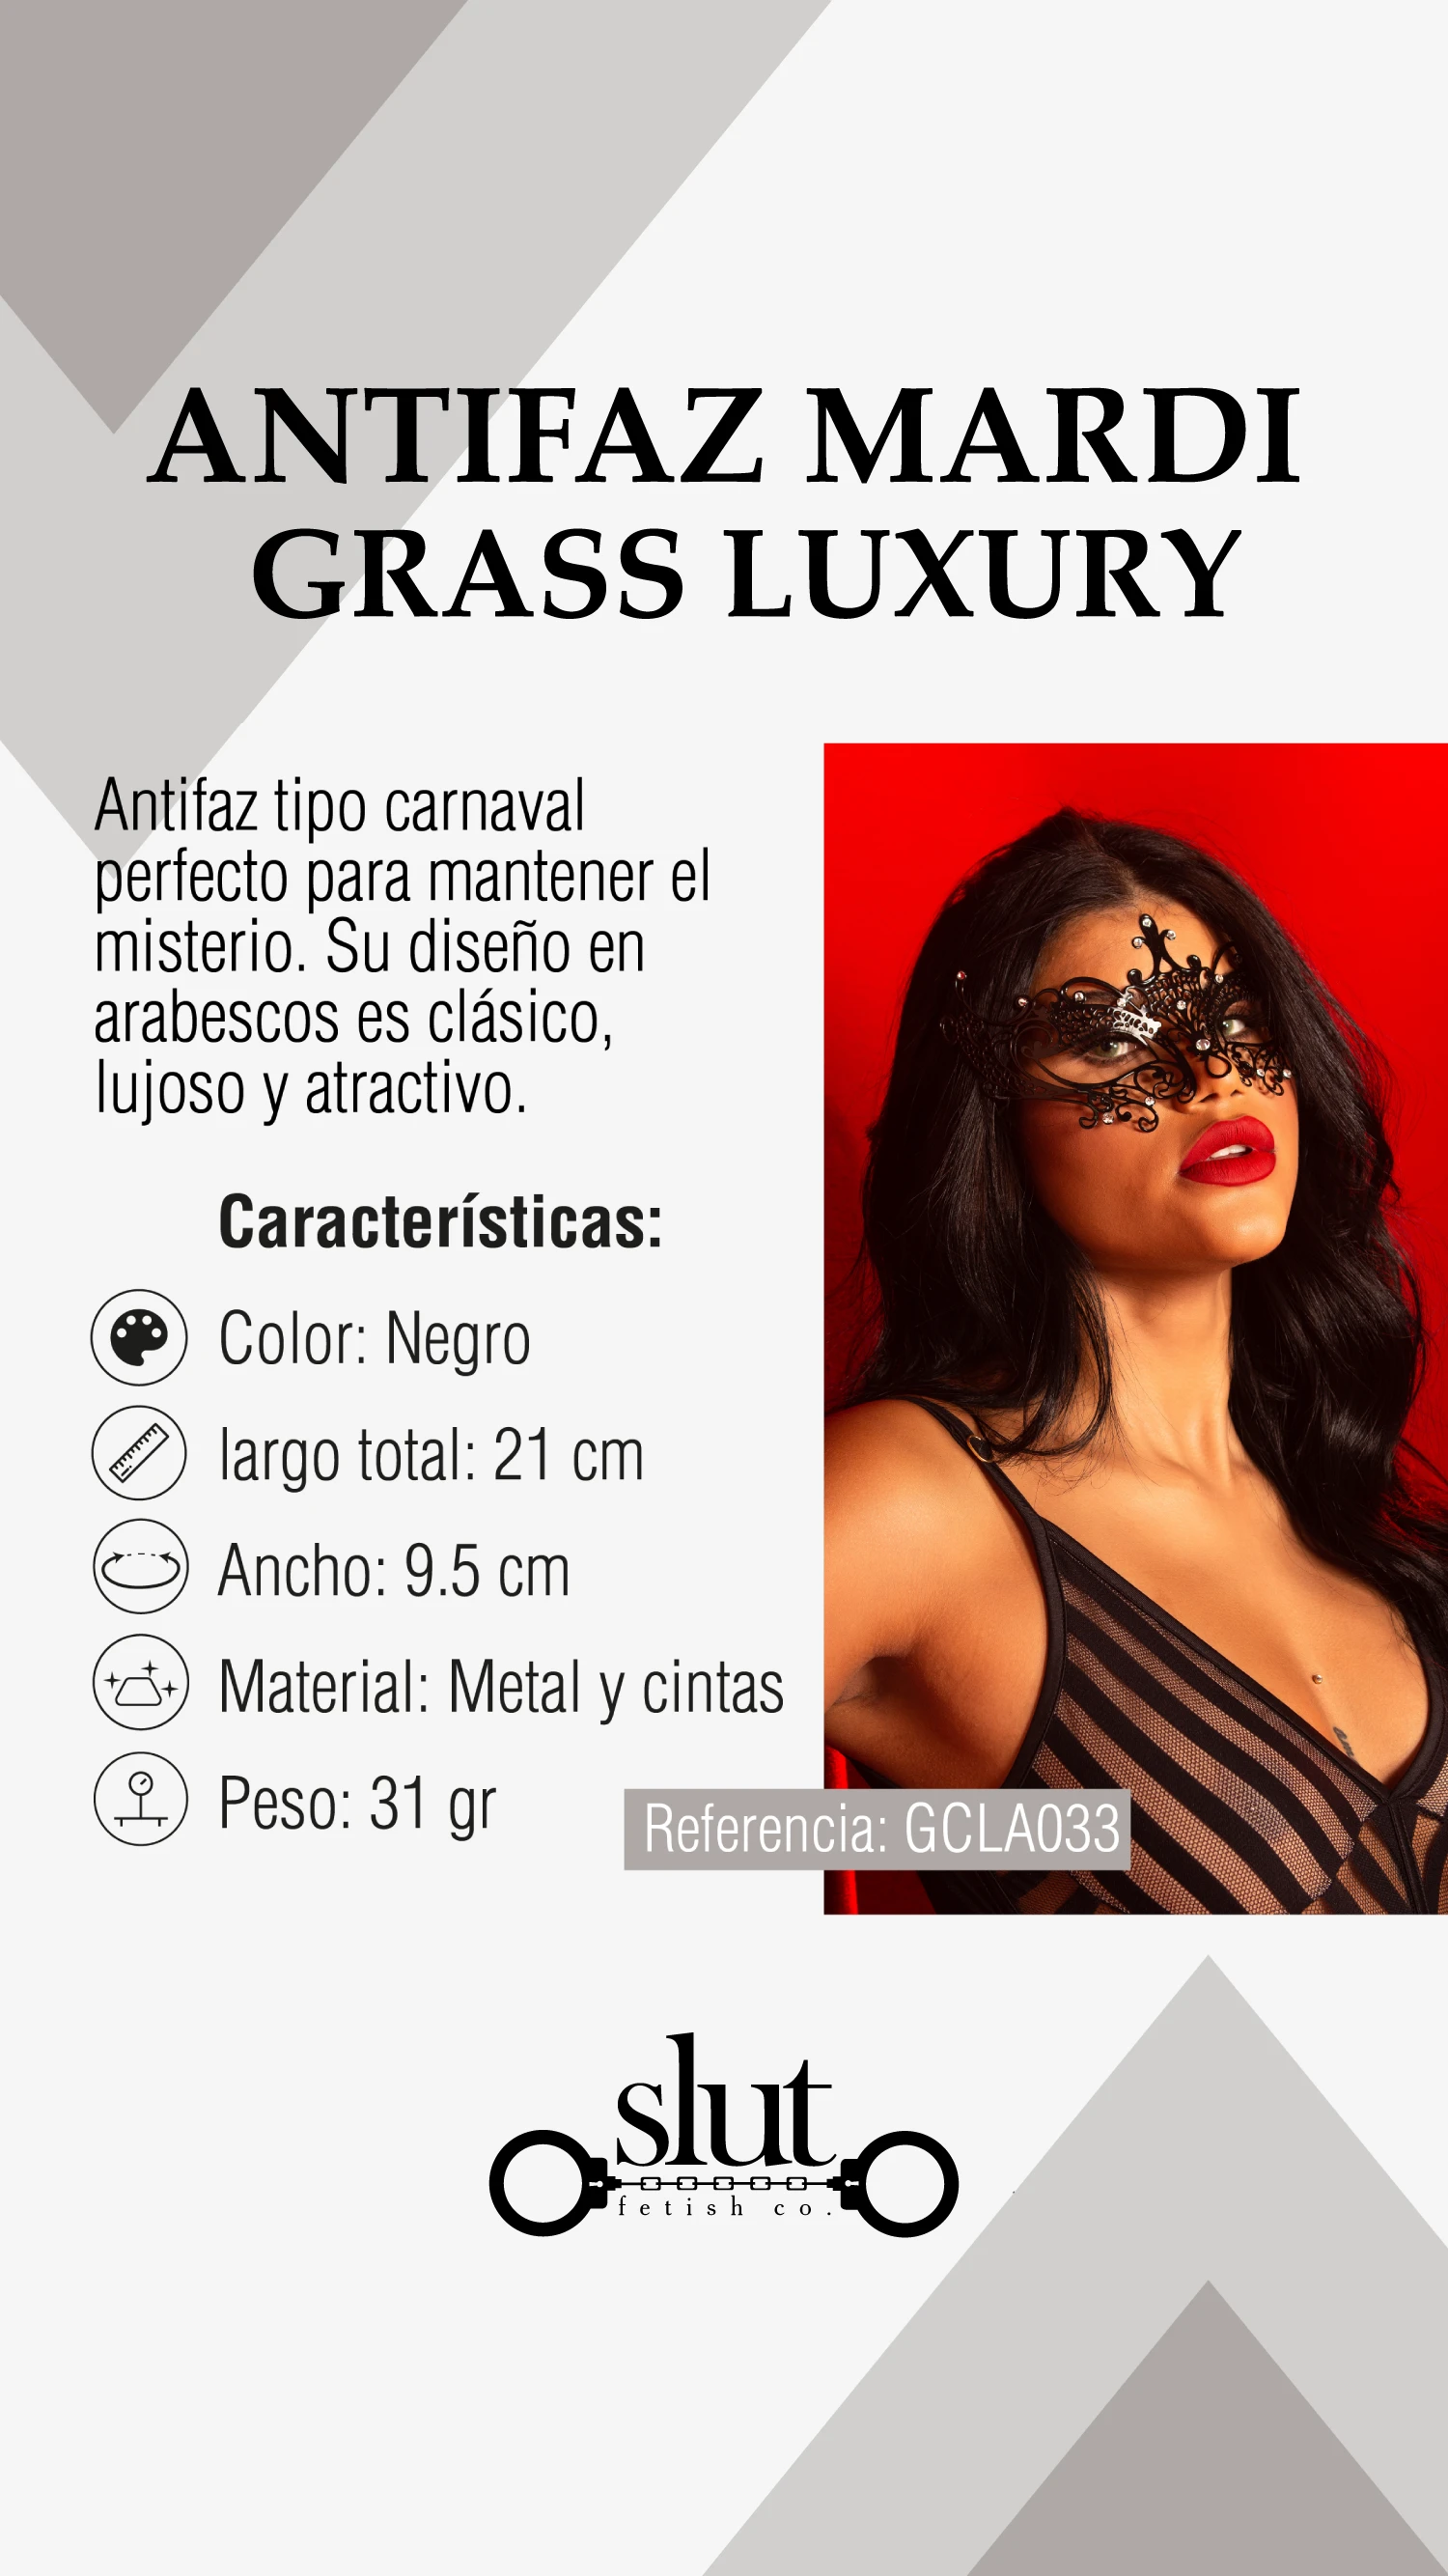 ANTIFAZ MARDI
GRASS LUXURY
Antifaz tipo carnaval
perfecto para mantener el
misterio. Su diseño en
arabescos es clásico,
lujoso y atractivo.
Características:
Color: Negro
largo total: 21 cm
Ancho: 9.5 cm
Material: Metal y cintas
Peso: 31 gr
Referencia: GCLA033
slut
fetish co.